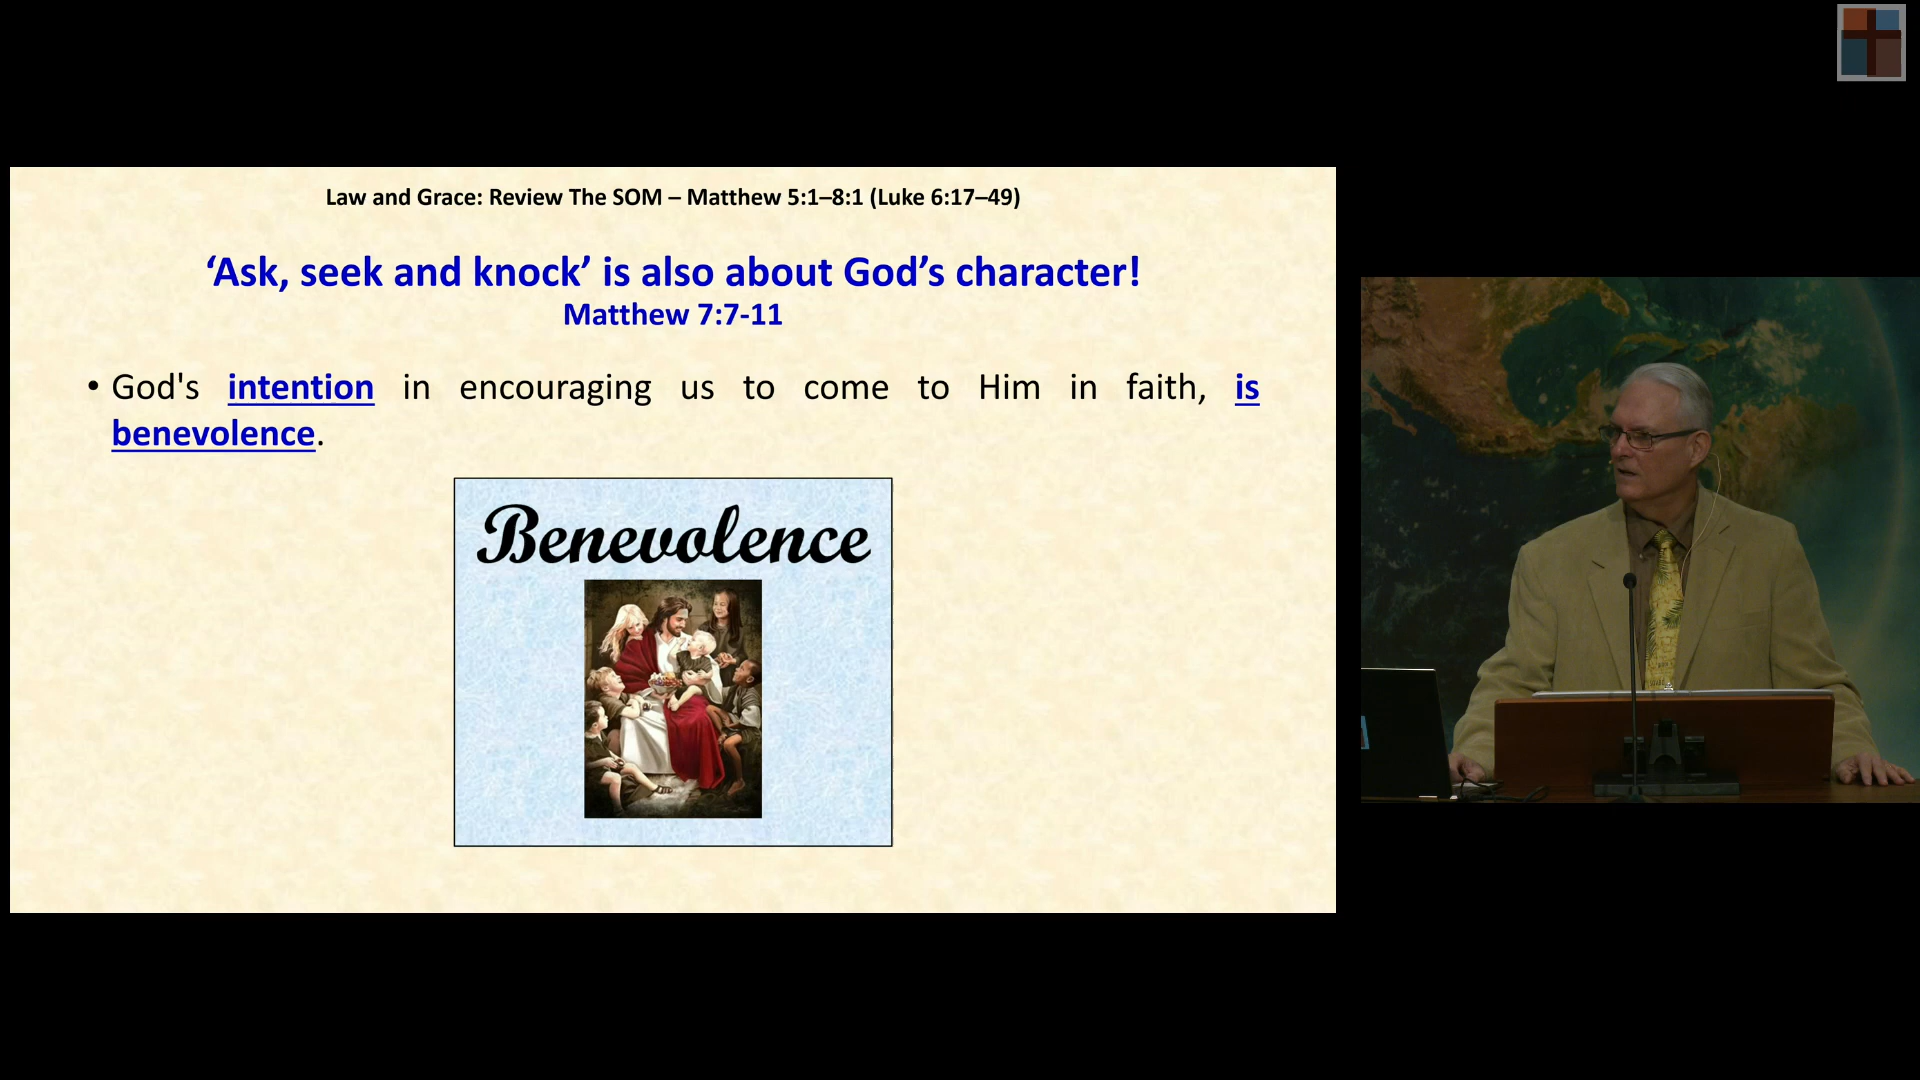 Law and Grace: Review The SOM – Matthew 5:1–8:1 (Luke 6:17–49)
‘Ask, seek and knock’ is also about God’s character!
Matthew 7:7-11
• God's intention in encouraging us to come to Him in faith, is
benevolence.
Benevolence